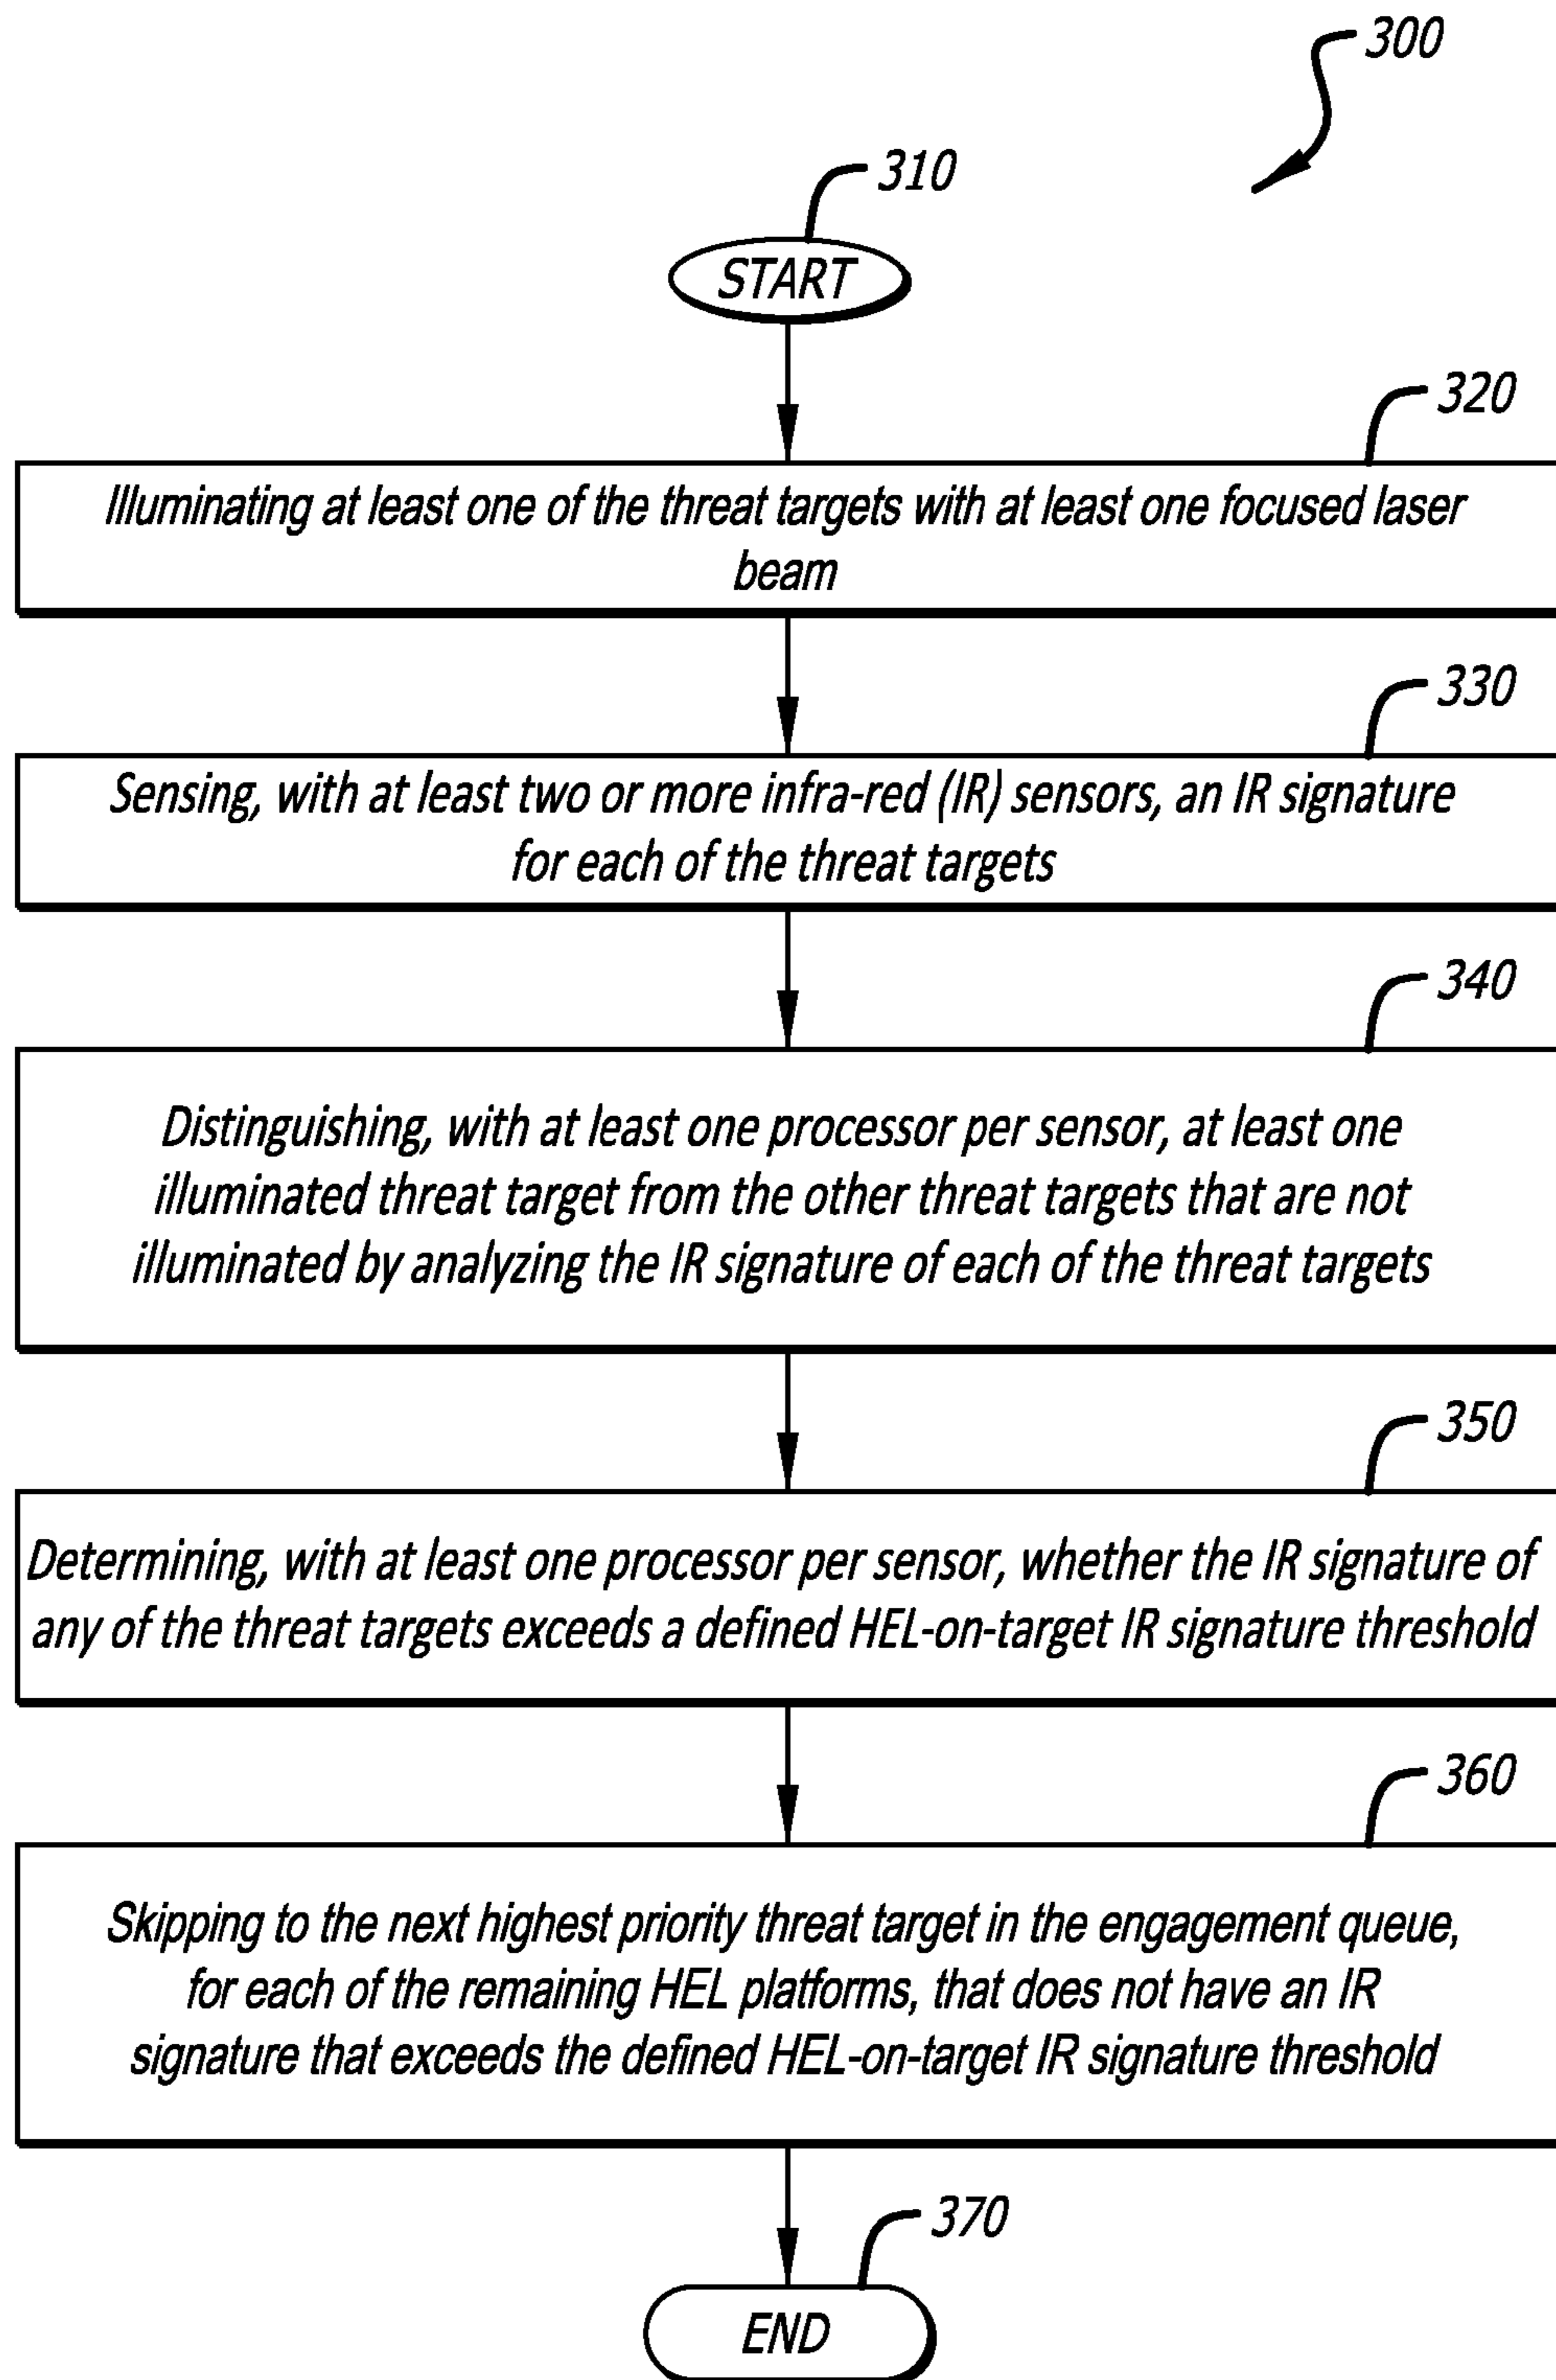 300
310
START
320
Illuminating at least one of the threat targets with at least one focused laser
beam
330
Sensing, with at least two or more infra-red (IR) sensors, an IR signature
for each of the threat targets
340
Distinguishing, with at least one processor per sensor, at least one
illuminated threat target from the other threat targets that are not
illuminated by analyzing the IR signature of each of the threat targets
350
Determining, with at least one processor per sensor, whether the IR signature of
any of the threat targets exceeds a defined HEL-on-target IR signature threshold
360
Skipping to the next highest priority threat target in the engagement queue,
for each of the remaining HEL platforms, that does not have an IR
signature that exceeds the defined HEL-on-target IR signature threshold
370
END